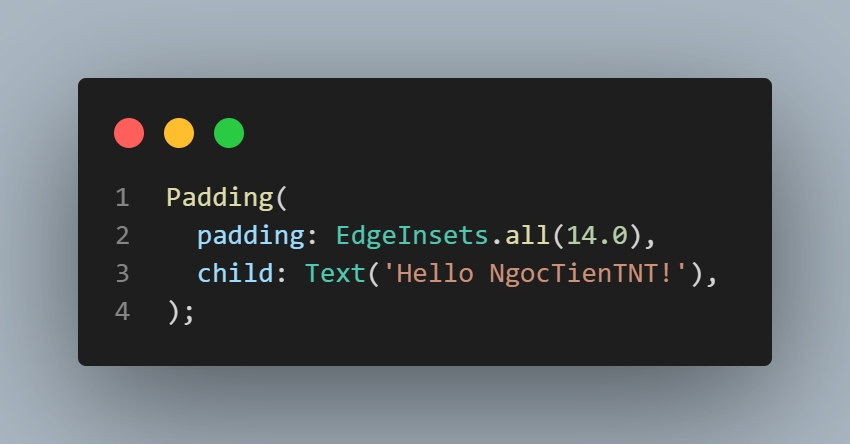 1 Padding(
2   padding: EdgeInsets.all(14.0),
3   child: Text('Hello NgocTienTNT!'),
4 );